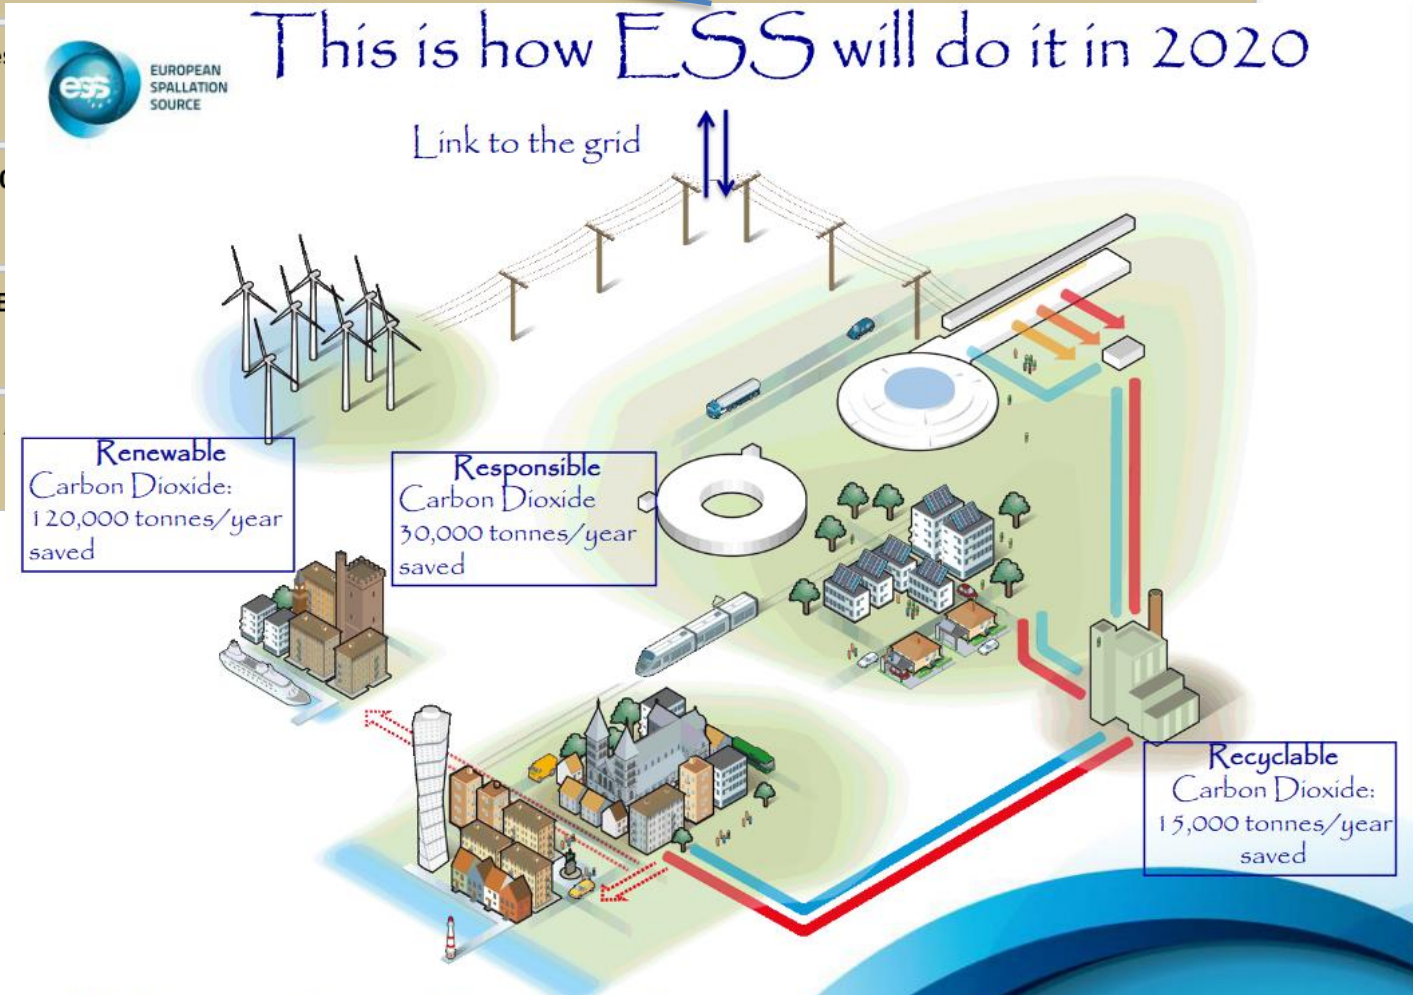 This is how ESS will do it in 2020
ess
EUROPEAN
SPALLATION
SOURCE
Link to the grid
Renewable
Carbon Dioxide:
120,000 tonnes/year
saved
Responsible
Carbon Dioxide
30,000 tonnes/year
saved
Recyclable
Carbon Dioxide:
15,000 tonnes/year
saved